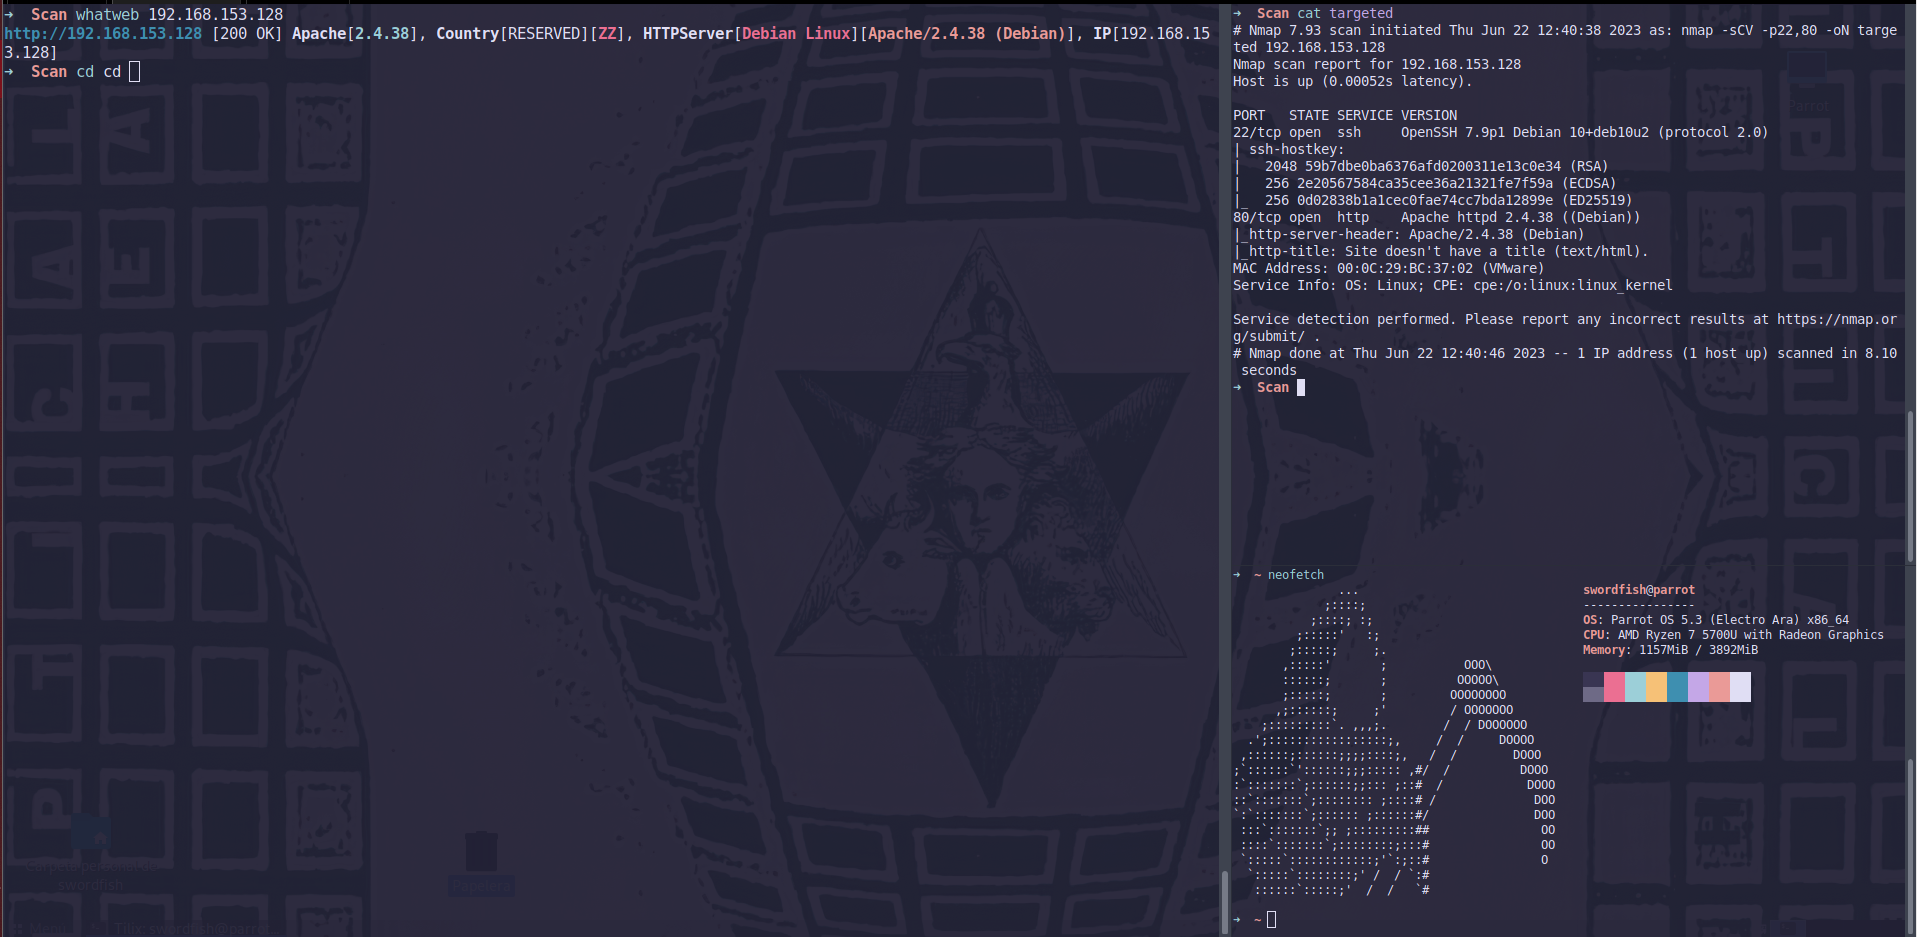 ➜  Scan whatweb 192.168.153.128
http://192.168.153.128 [200 OK] Apache[2.4.38], Country[RESERVED][ZZ], HTTPServer[Debian Linux][Apache/2.4.38 (Debian)], IP[192.168.15
3.128]
➜  Scan cd cd
➜  Scan cat targeted
# Nmap 7.93 scan initiated Thu Jun 22 12:40:38 2023 as: nmap -sCV -p22,80 -oN targe
ted 192.168.153.128
Nmap scan report for 192.168.153.128
Host is up (0.00052s latency).
PORT   STATE SERVICE VERSION
22/tcp open  ssh     OpenSSH 7.9p1 Debian 10+deb10u2 (protocol 2.0)
| ssh-hostkey:
|   2048 59b7dbe0ba6376afd0200311e13c0e34 (RSA)
|   256 2e20567584ca35cee36a21321fe7f59a (ECDSA)
|_  256 0d02838b1a1cec0fae74cc7bda12899e (ED25519)
80/tcp open  http    Apache httpd 2.4.38 ((Debian))
|_http-server-header: Apache/2.4.38 (Debian)
|_http-title: Site doesn't have a title (text/html).
MAC Address: 00:0C:29:BC:37:02 (VMware)
Service Info: OS: Linux; CPE: cpe:/o:linux:linux_kernel
Service detection performed. Please report any incorrect results at https://nmap.or
g/submit/ .
# Nmap done at Thu Jun 22 12:40:46 2023 -- 1 IP address (1 host up) scanned in 8.10
 seconds
➜  Scan
➜  ~ neofetch
swordfish@parrot
----------------
OS: Parrot OS 5.3 (Electro Ara) x86_64
CPU: AMD Ryzen 7 5700U with Radeon Graphics
Memory: 1157MiB / 3892MiB
➜  ~
Parrot
swordfish
Papelera